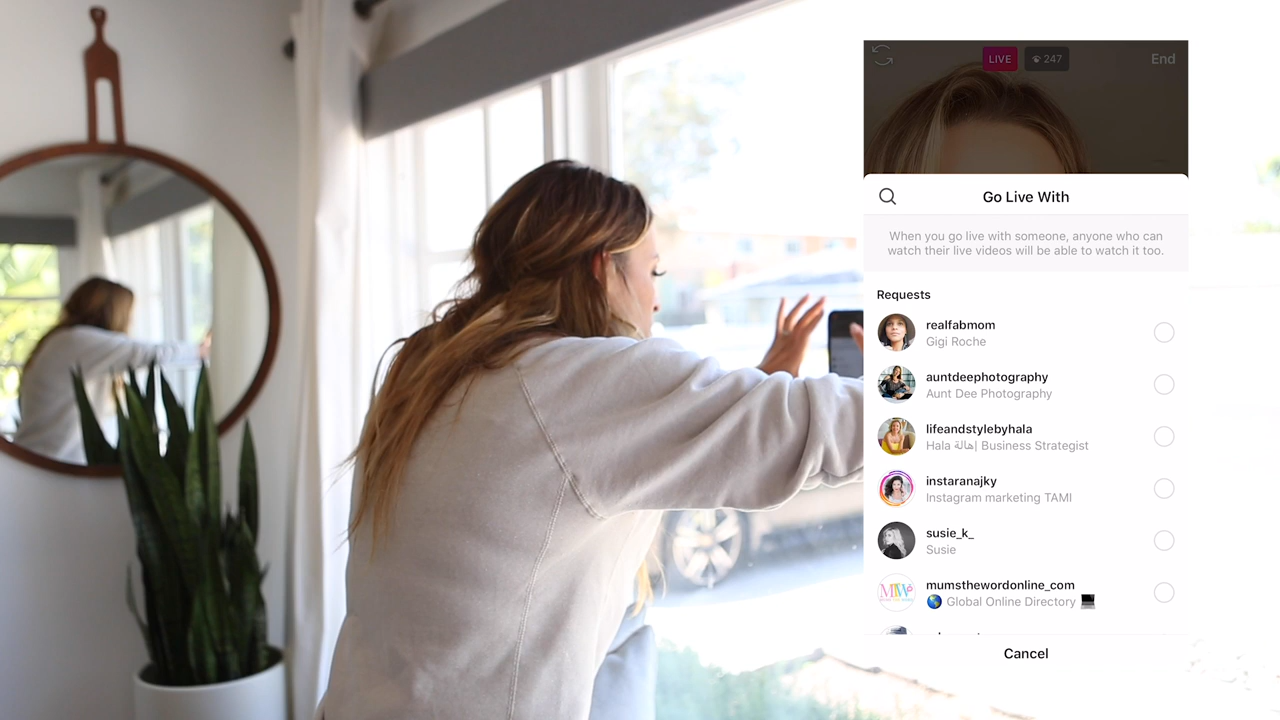 LIVE
247
End
Go Live With
When you go live with someone, anyone who can
watch their live videos will be able to watch it too.
Requests
realfabmom
Gigi Roche
auntdeephotography
Aunt Dee Photography
lifeandstylebyhala
Hala هالة| Business Strategist
instaranajky
Instagram marketing TAMI
susie_k_
Susie
mumsthewordonline_com
🌎 Global Online Directory 💻
Cancel